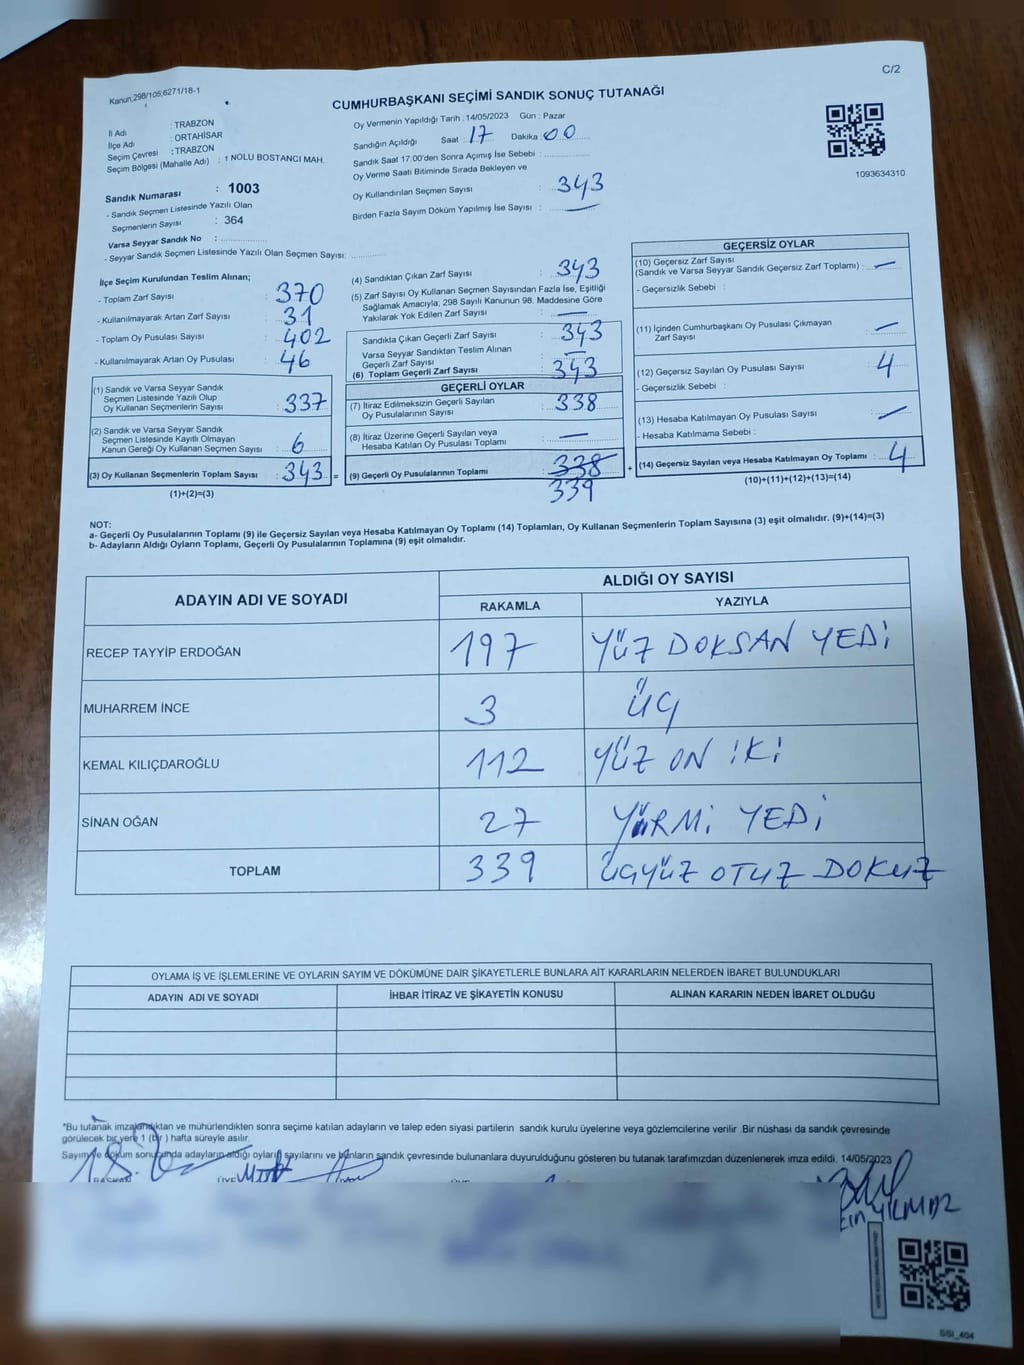 C/2
Kanun,298/105,6271/18-1
CUMHURBAŞKANI SEÇİMİ SANDIK SONUÇ TUTANAĞI
İl Adı : TRABZON
İlçe Adı : ORTAHİSAR
Seçim Çevresi : TRABZON
Seçim Bölgesi (Mahalle Adı) : 1 NOLU BOSTANCI MAH.
Sandık Numarası : 1003
- Sandık Seçmen Listesinde Yazılı Olan
Seçmenlerin Sayısı : 364
Varsa Seyyar Sandık No :
- Seyyar Sandık Seçmen Listesinde Yazılı Olan Seçmen Sayısı:
Oy Vermenin Yapıldığı Tarih : 14/05/2023 Gün : Pazar
Sandığın Açıldığı Saat : 17 Dakika : 00
Sandık Saat 17.00'den Sonra Açımış İse Sebebi :
Oy Verme Saati Bitiminde Sırada Bekleyen ve
Oy Kullandırılan Seçmen Sayısı : 343
Birden Fazla Sayım Döküm Yapılmış İse Sayısı : —
1093634310
İlçe Seçim Kurulundan Teslim Alınan;
- Toplam Zarf Sayısı : 370
- Kullanılmayarak Artan Zarf Sayısı : 31
- Toplam Oy Pusulası Sayısı : 402
- Kullanılmayarak Artan Oy Pusulası : 46
(1) Sandık ve Varsa Seyyar Sandık
Seçmen Listesinde Yazılı Olup
Oy Kullanan Seçmenlerin Sayısı : 337
(2) Sandık ve Varsa Seyyar Sandık
Seçmen Listesinde Kayıtlı Olmayan
Kanun Gereği Oy Kullanan Seçmen Sayısı : 6
(3) Oy Kullanan Seçmenlerin Toplam Sayısı : 343 =
(1)+(2)=(3)
(4) Sandıktan Çıkan Zarf Sayısı : 343
(5) Zarf Sayısı Oy Kullanan Seçmen Sayısından Fazla İse, Eşitliği
Sağlamak Amacıyla; 298 Sayılı Kanunun 98. Maddesine Göre
Yakılarak Yok Edilen Zarf Sayısı : —
Sandıkta Çıkan Geçerli Zarf Sayısı : 343
Varsa Seyyar Sandıktan Teslim Alınan
Geçerli Zarf Sayısı : —
(6) Toplam Geçerli Zarf Sayısı : 343
GEÇERLİ OYLAR
(7) İtiraz Edilmeksizin Geçerli Sayılan
Oy Pusulalarının Sayısı : 338
(8) İtiraz Üzerine Geçerli Sayılan veya
Hesaba Katılan Oy Pusulası Toplamı : —
(9) Geçerli Oy Pusulalarının Toplamı : 338 +
339
GEÇERSİZ OYLAR
(10) Geçersiz Zarf Sayısı
(Sandık ve Varsa Seyyar Sandık Geçersiz Zarf Toplamı) : —
- Geçersizlik Sebebi :
(11) İçinden Cumhurbaşkanı Oy Pusulası Çıkmayan
Zarf Sayısı : —
(12) Geçersiz Sayılan Oy Pusulası Sayısı : 4
- Geçersizlik Sebebi :
(13) Hesaba Katılmayan Oy Pusulası Sayısı : —
- Hesaba Katılmama Sebebi :
(14) Geçersiz Sayılan veya Hesaba Katılmayan Oy Toplamı : 4
(10)+(11)+(12)+(13)=(14)
NOT:
a- Geçerli Oy Pusulalarının Toplamı (9) ile Geçersiz Sayılan veya Hesaba Katılmayan Oy Toplamı (14) Toplamları, Oy Kullanan Seçmenlerin Toplam Sayısına (3) eşit olmalıdır. (9)+(14)=(3)
b- Adayların Aldığı Oyların Toplamı, Geçerli Oy Pusulalarının Toplamına (9) eşit olmalıdır.
ADAYIN ADI VE SOYADI ALDIĞI OY SAYISI
RAKAMLA YAZIYLA
RECEP TAYYİP ERDOĞAN 197 YÜZ DOKSAN YEDİ
MUHARREM İNCE 3 ÜÇ
KEMAL KILIÇDAROĞLU 112 YÜZ ON İKİ
SİNAN OĞAN 27 YİRMİ YEDİ
TOPLAM 339 ÜÇYÜZ OTUZ DOKUZ
OYLAMA İŞ VE İŞLEMLERİNE VE OYLARIN SAYIM VE DÖKÜMÜNE DAİR ŞİKAYETLERLE BUNLARA AİT KARARLARIN NELERDEN İBARET BULUNDUKLARI
ADAYIN ADI VE SOYADI İHBAR İTİRAZ VE ŞİKAYETİN KONUSU ALINAN KARARIN NEDEN İBARET OLDUĞU
"Bu tutanak imzalandıktan ve mühürlendikten sonra seçime katılan adayların ve talep eden siyasi partilerin sandık kurulu üyelerine veya gözlemcilerine verilir .Bir nüshası da sandık çevresinde
görülecek bir yere 1 (bir ) hafta süreyle asılır.
Sayım ve döküm sonucunda adayların aldığı oyların sayılarını ve bunların sandık çevresinde bulunanlara duyurulduğunu gösteren bu tutanak tarafımızdan düzenlenerek imza edildi. 14/05/2023
BAŞKAN ÜYE
YILMAZ
SSI_404